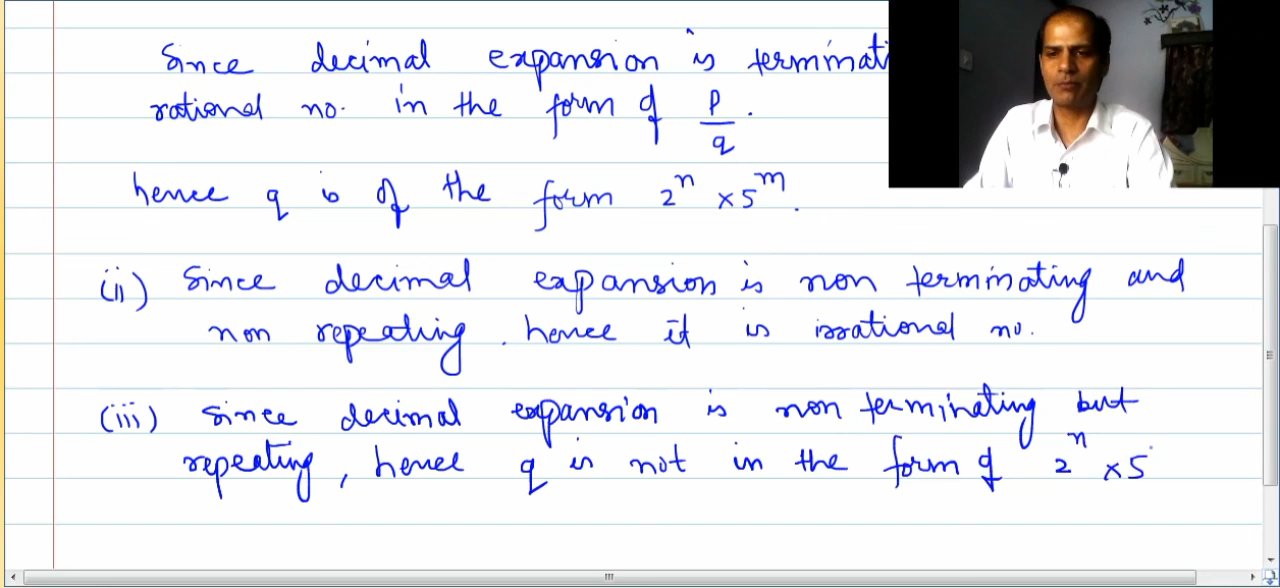 Since decimal expansion is terminati
rational no. in the form of p/q.
hence q is of the form 2^n × 5^m.
(ii) Since decimal expansion is non terminating and
non repeating. hence it is irrational no.
(iii) Since decimal expansion is non terminating but
repeating, hence q is not in the form of 2^n × 5